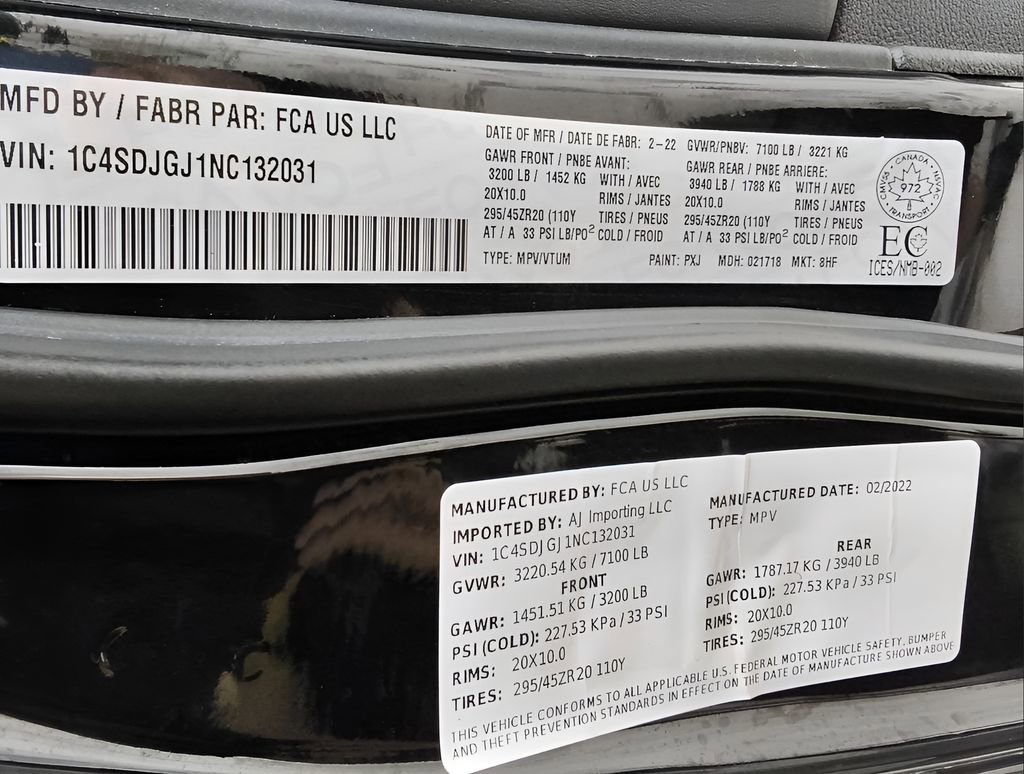 MFD BY / FABR PAR: FCA US LLC
VIN: 1C4SDJGJ1NC132031
DATE OF MFR / DATE DE FABR: 2-22 GVWR/PNBV: 7100 LB / 3221 KG
GAWR FRONT / PNBE AVANT: GAWR REAR / PNBE ARRIERE:
3200 LB / 1452 KG WITH / AVEC 3940 LB / 1788 KG WITH / AVEC
20X10.0 RIMS / JANTES 20X10.0 RIMS / JANTES
295/45ZR20 (110Y TIRES / PNEUS 295/45ZR20 (110Y TIRES / PNEUS
AT / A 33 PSI LB/PO² COLD / FROID AT / A 33 PSI LB/PO² COLD / FROID
TYPE: MPV/VTUM PAINT: PXJ MDH: 021718 MKT: 8HF
CMVSS CANADA NSVAC
972
TRANSPORT
EC
ICES/NMB-002
MANUFACTURED BY: FCA US LLC
IMPORTED BY: AJ Importing LLC
VIN: 1C4SDJGJ1NC132031
GVWR: 3220.54 KG / 7100 LB
FRONT
GAWR: 1451.51 KG / 3200 LB
PSI (COLD): 227.53 KPa / 33 PSI
RIMS: 20X10.0
TIRES: 295/45ZR20 110Y
MANUFACTURED DATE: 02/2022
TYPE: MPV
REAR
GAWR: 1787.17 KG / 3940 LB
PSI (COLD): 227.53 KPa / 33 PSI
RIMS: 20X10.0
TIRES: 295/45ZR20 110Y
THIS VEHICLE CONFORMS TO ALL APPLICABLE U.S. FEDERAL MOTOR VEHICLE SAFETY, BUMPER
AND THEFT PREVENTION STANDARDS IN EFFECT ON THE DATE OF MANUFACTURE SHOWN ABOVE